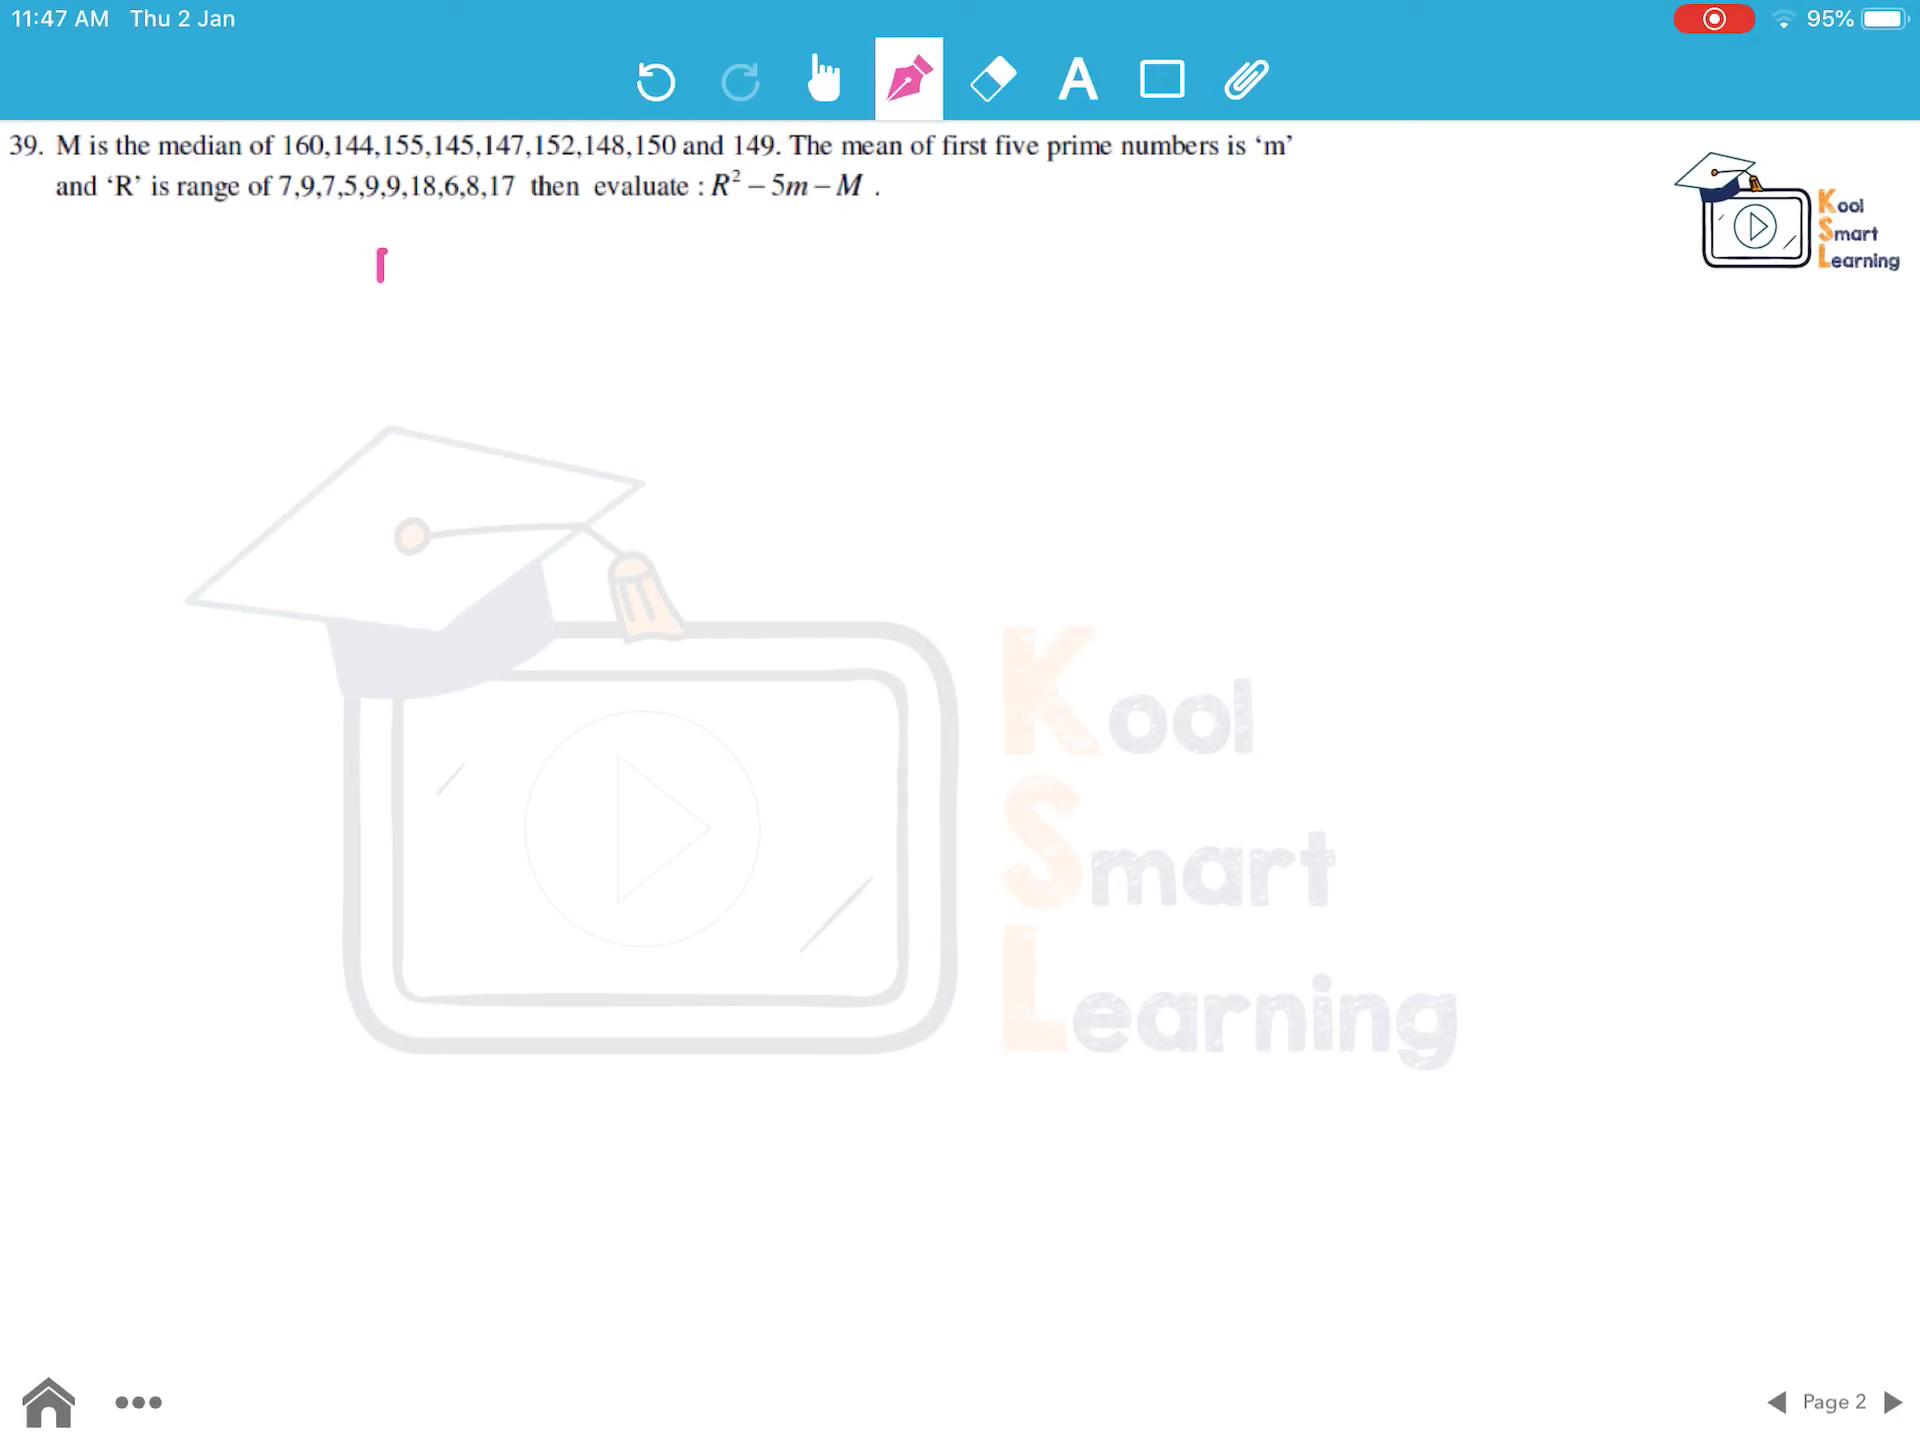 11:47 AM Thu 2 Jan
95%
A
39. M is the median of 160,144,155,145,147,152,148,150 and 149. The mean of first five prime numbers is ‘m’
and ‘R’ is range of 7,9,7,5,9,9,18,6,8,17 then evaluate : R² – 5m – M .
Kool
Smart
Learning
Kool
Smart
Learning
Page 2